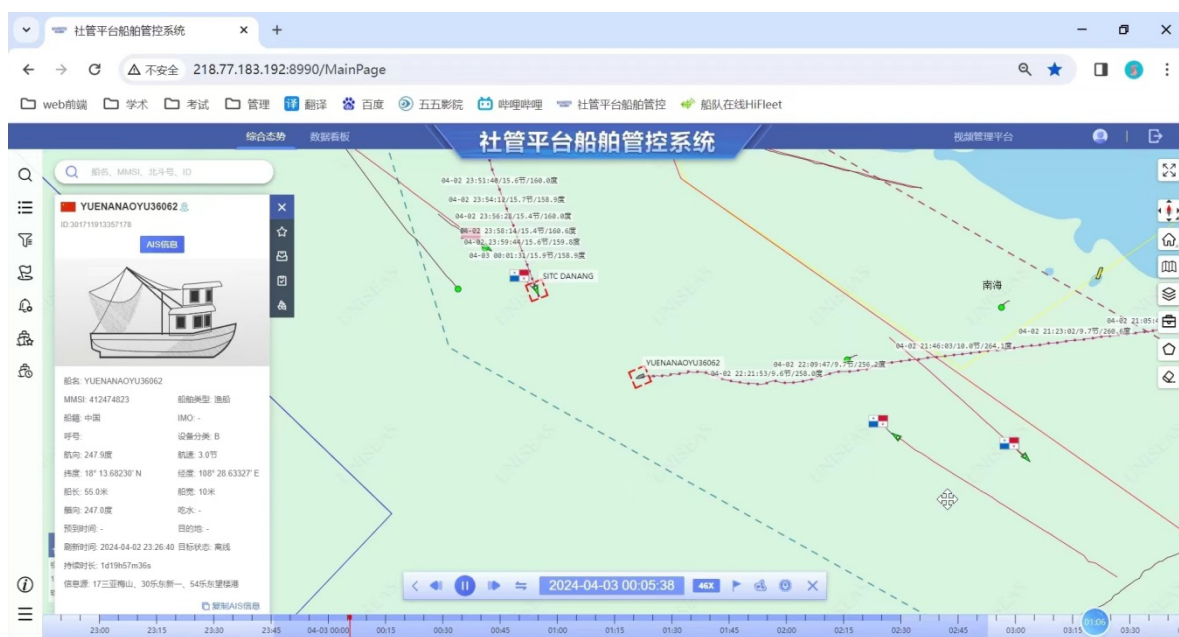 社管平台船舶管控系统
不安全 218.77.183.192:8990/MainPage
web前端 学术 考试 管理 译 翻译 百度 五五影院 哔哩哔哩 社管平台船舶管控 船队在线HiFleet
综合态势 数据看板 社管平台船舶管控系统 视频管理平台
船名、MMSI、北斗号、ID
YUENANAOYU36062
ID:301711913357178
AIS信息
船名: YUENANAOYU36062
MMSI: 412474823 船舶类型: 渔船
船籍: 中国 IMO: -
呼号: 设备分类: B
航向: 247.9度 航速: 3.0节
纬度: 18° 13.68230' N 经度: 108° 28.63327' E
船长: 55.0米 船宽: 10米
艏向: 247.0度 吃水: -
预到时间: - 目的地: -
刷新时间: 2024-04-02 23:26:40 目标状态: 离线
持续时长: 1d19h57m36s
信息源: 17三亚梅山、30乐东新一、54乐东望楼港
复制AIS信息
04-02 23:51:40/15.6节/160.0度
04-02 23:54:12/15.7节/158.9度
04-02 23:56:28/15.4节/160.0度
04-02 23:58:14/15.4节/160.6度
04-02 23:59:44/15.6节/159.8度
04-03 00:01:31/15.9节/158.9度
SITC DANANG
南海
04-02 21:05:4
04-02 21:23:02/9.7节/260.6度
04-02 21:46:03/10.0节/264.1度
04-02 22:09:47/9.7节/256.2度
YUENANAOYU36062
04-02 22:21:53/9.6节/258.0度
2024-04-03 00:05:38 46X
01:06
23:00 23:15 23:30 23:45 04-03 00:00 00:15 00:30 00:45 01:00 01:15 01:30 01:45 02:00 02:15 02:30 02:45 03:00 03:15 03:30